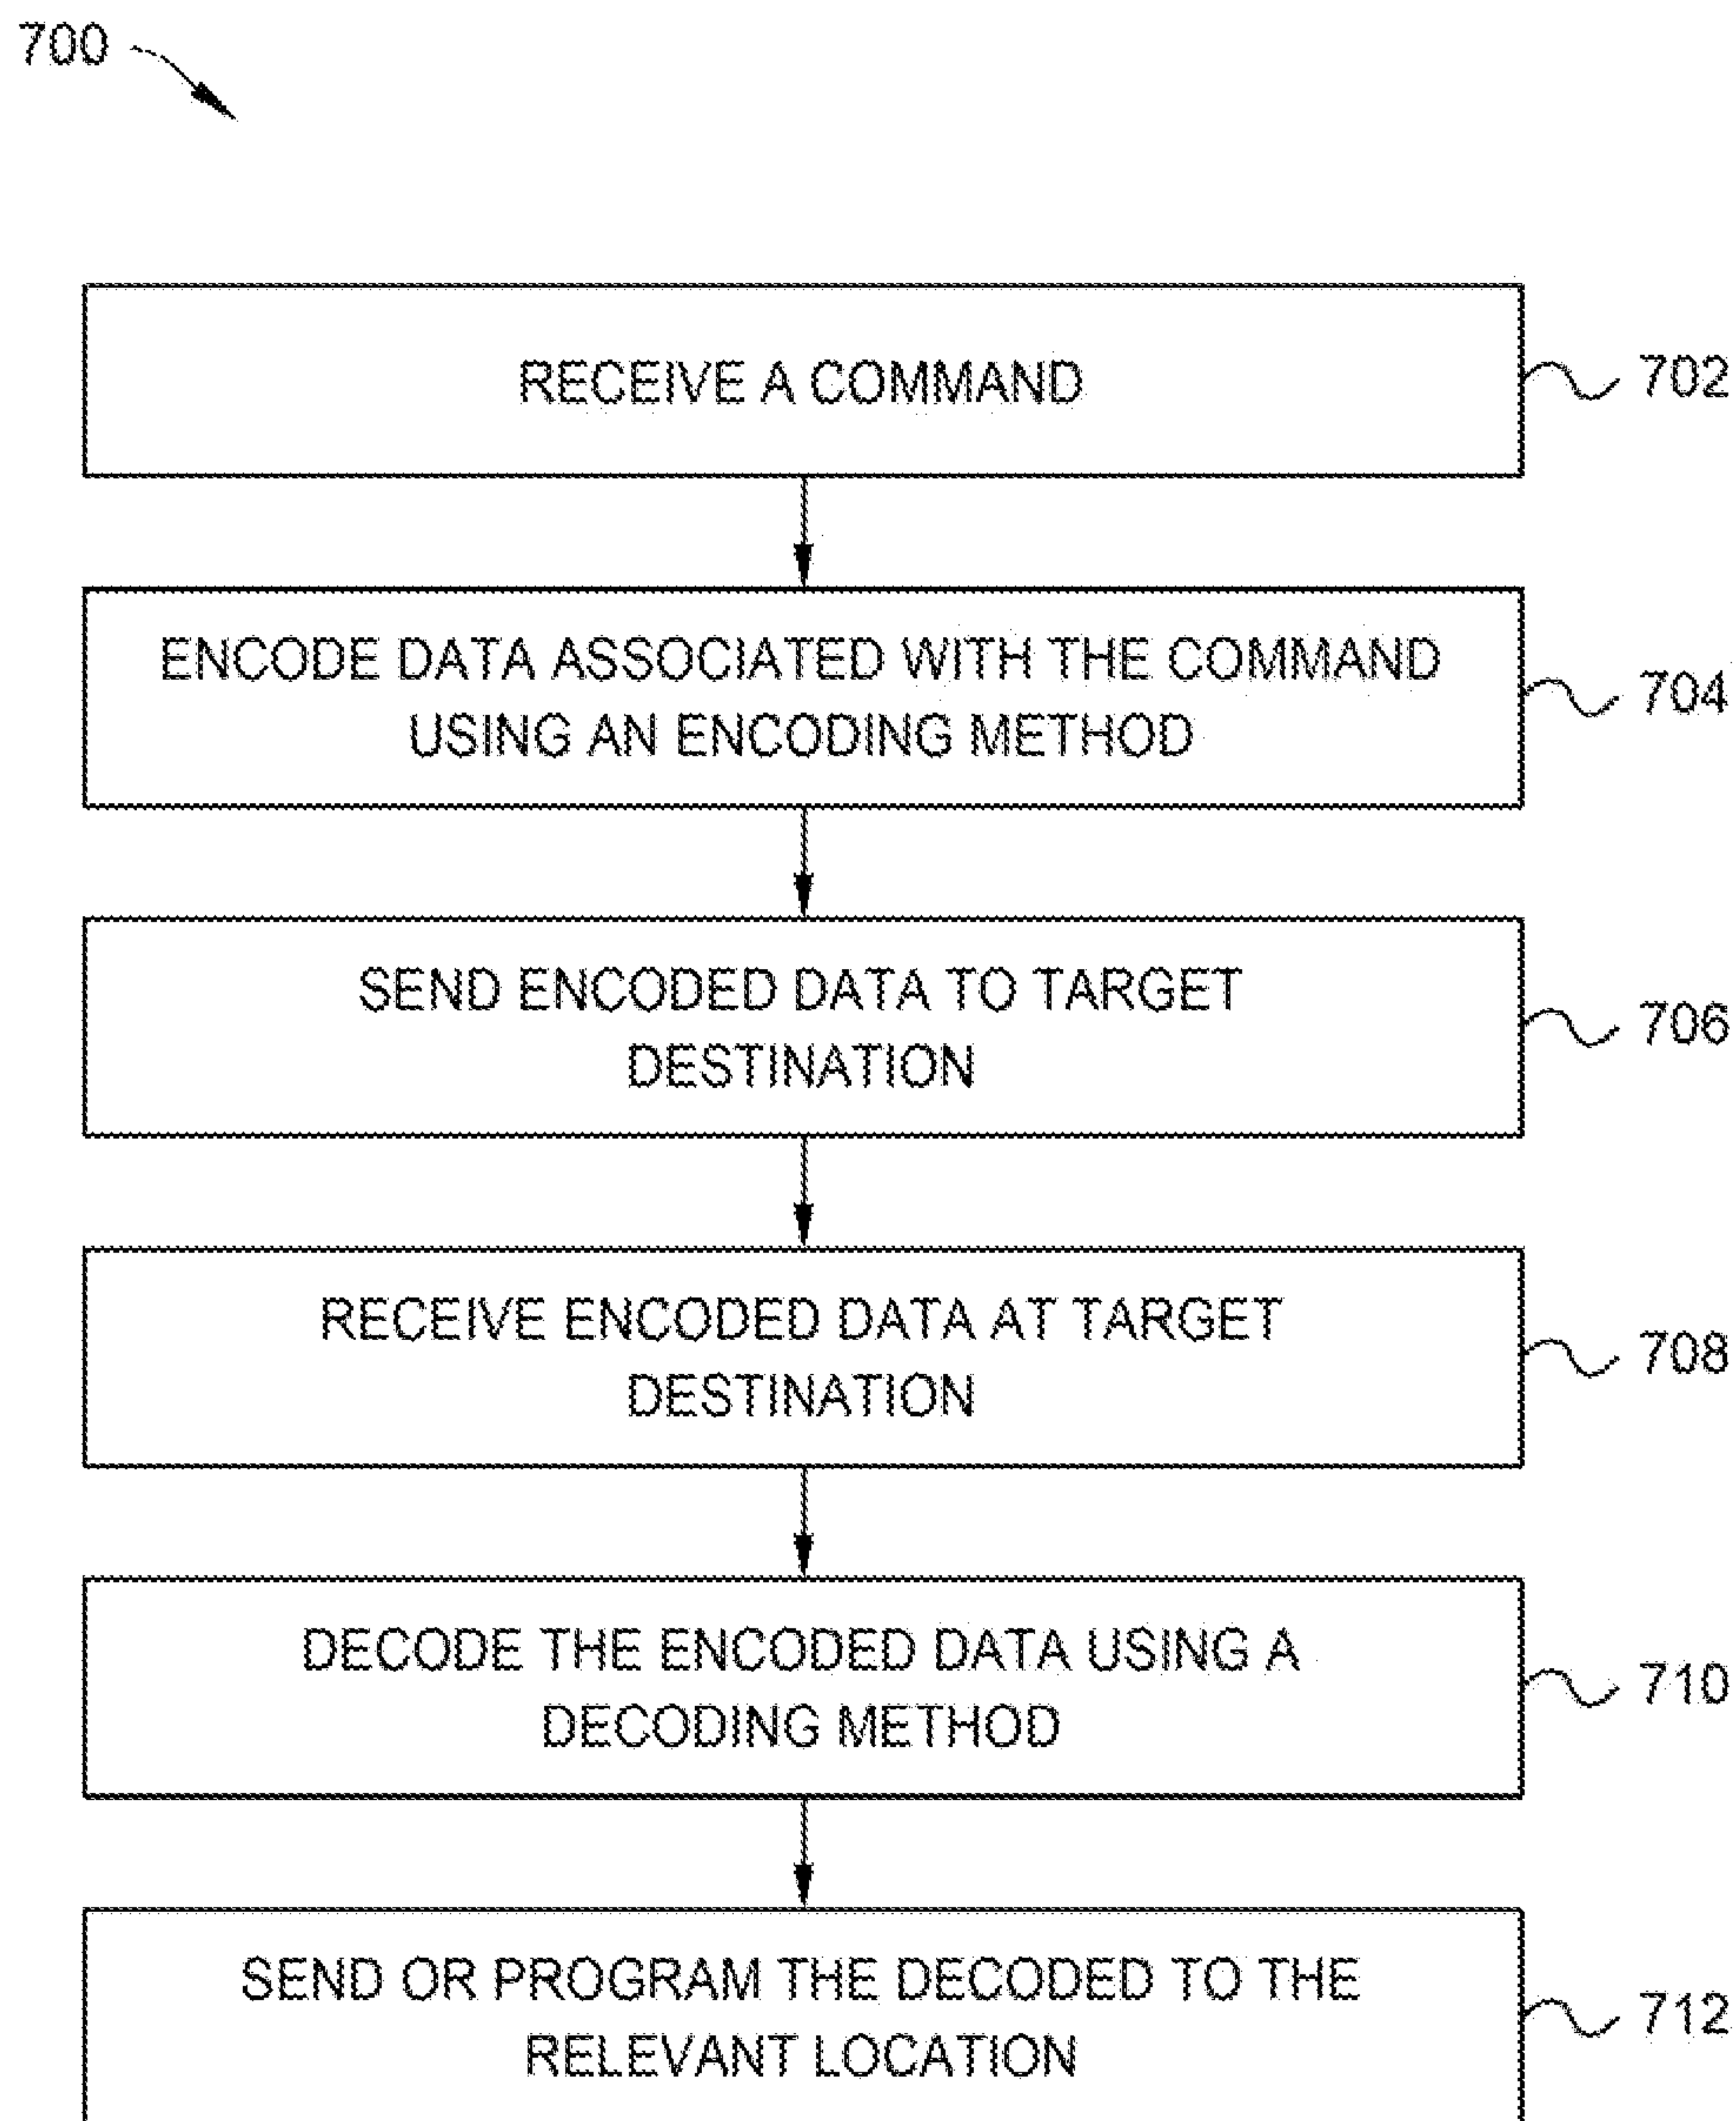 700
RECEIVE A COMMAND
702
ENCODE DATA ASSOCIATED WITH THE COMMAND
USING AN ENCODING METHOD
704
SEND ENCODED DATA TO TARGET
DESTINATION
706
RECEIVE ENCODED DATA AT TARGET
DESTINATION
708
DECODE THE ENCODED DATA USING A
DECODING METHOD
710
SEND OR PROGRAM THE DECODED TO THE
RELEVANT LOCATION
712